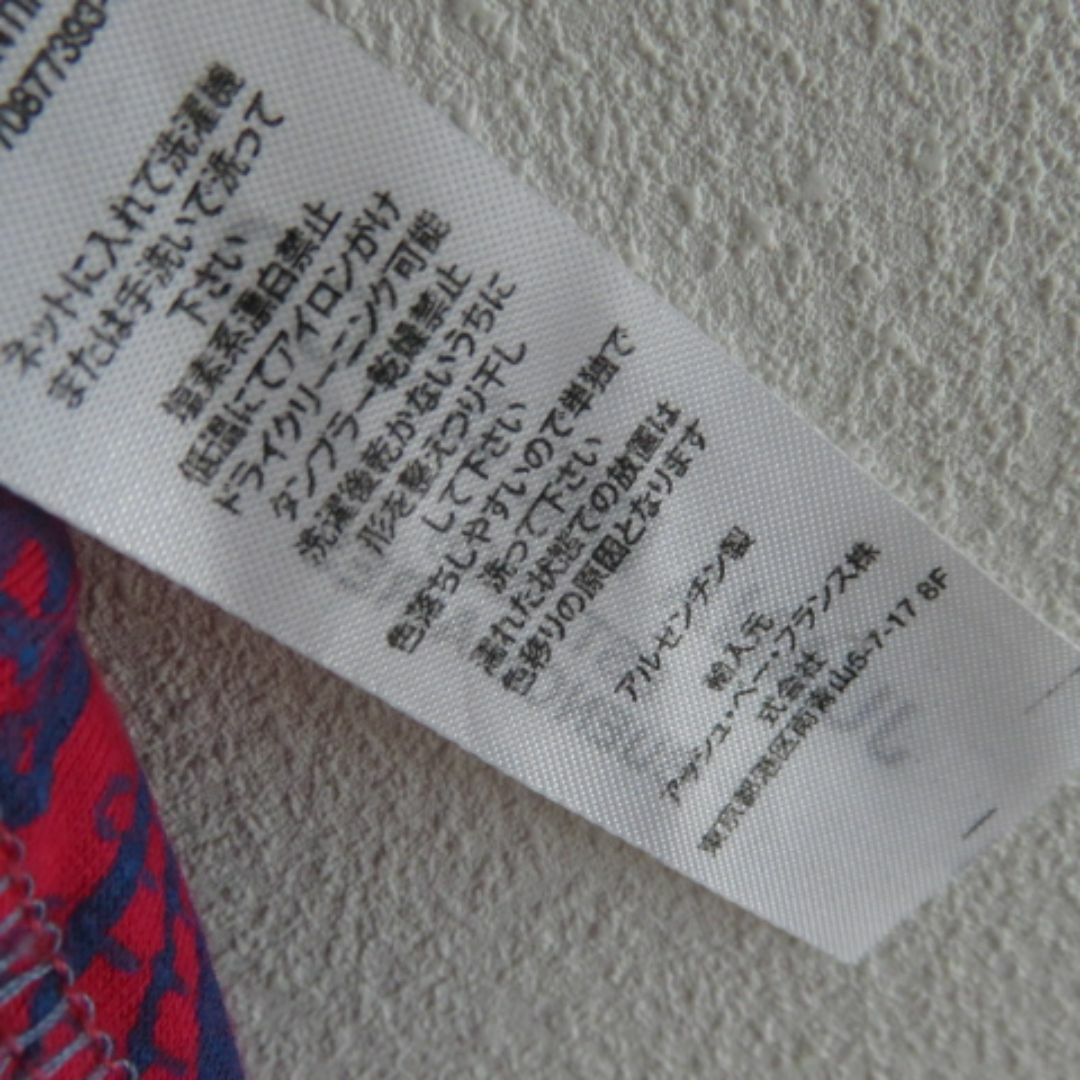 7087739​3-
ネットに入れて洗濯機
または手洗いで洗って
下さい
塩素系漂白禁止
低温にてアイロンがけ
ドライクリーニング可能
タンブラー乾燥禁止
洗濯後乾かないうちに
形を整えつり干し
して下さい
色落ちしやすいので単独で
洗って下さい
濡れた状態での放置は
色移りの原因となります
アルゼンチン製
輸入元
アッシュ・ペー・フランス株
式会社
東京都港区南青山6-7-17 8F